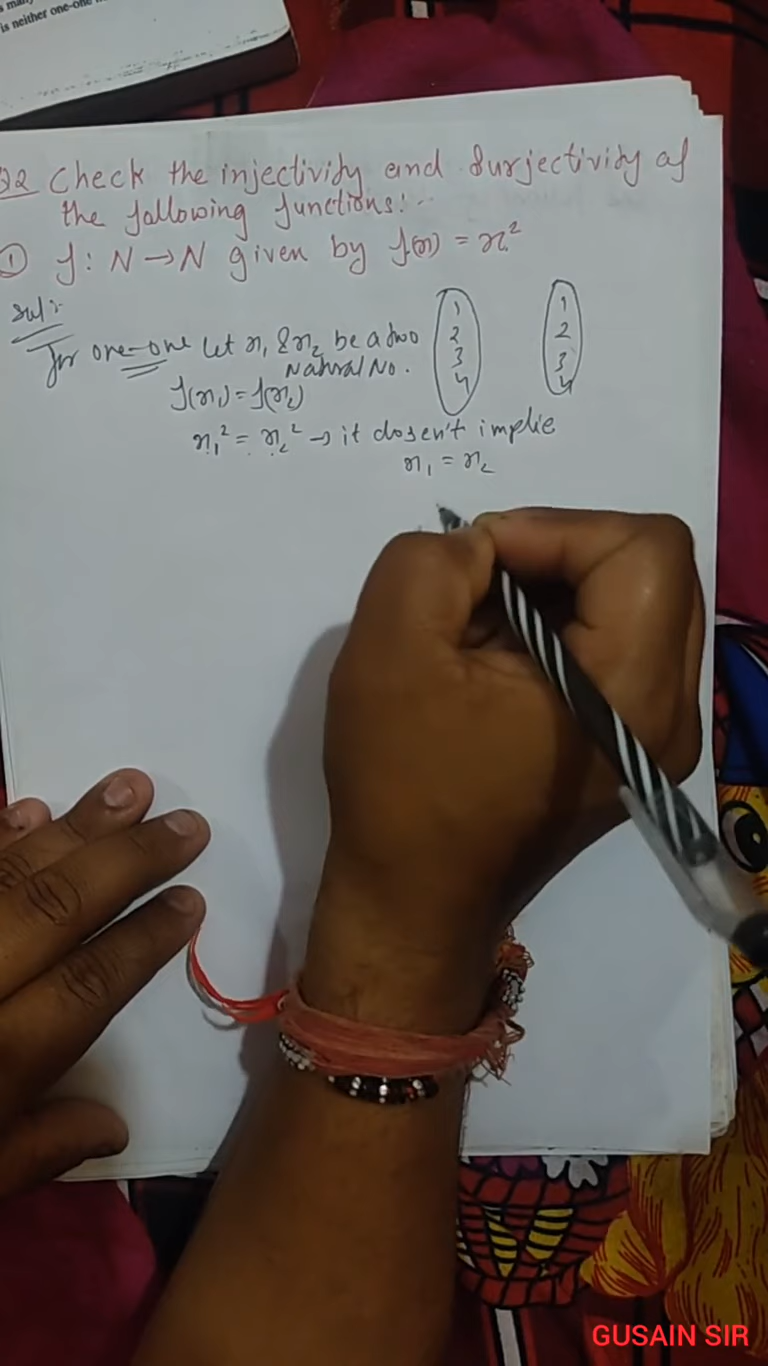 s many
is neither one-one
Q2 Check the injectivity and Surjectivity of
the following functions:-
① f: N → N given by f(x) = x²
Sol:-
For one-one Let x₁ & x₂ be a two
Natural No.
f(x₁) = f(x₂)
x₁² = x₂² → it dosen't implie
x₁ = x₂
1 1
2 2
3 3
4 4
GUSAIN SIR